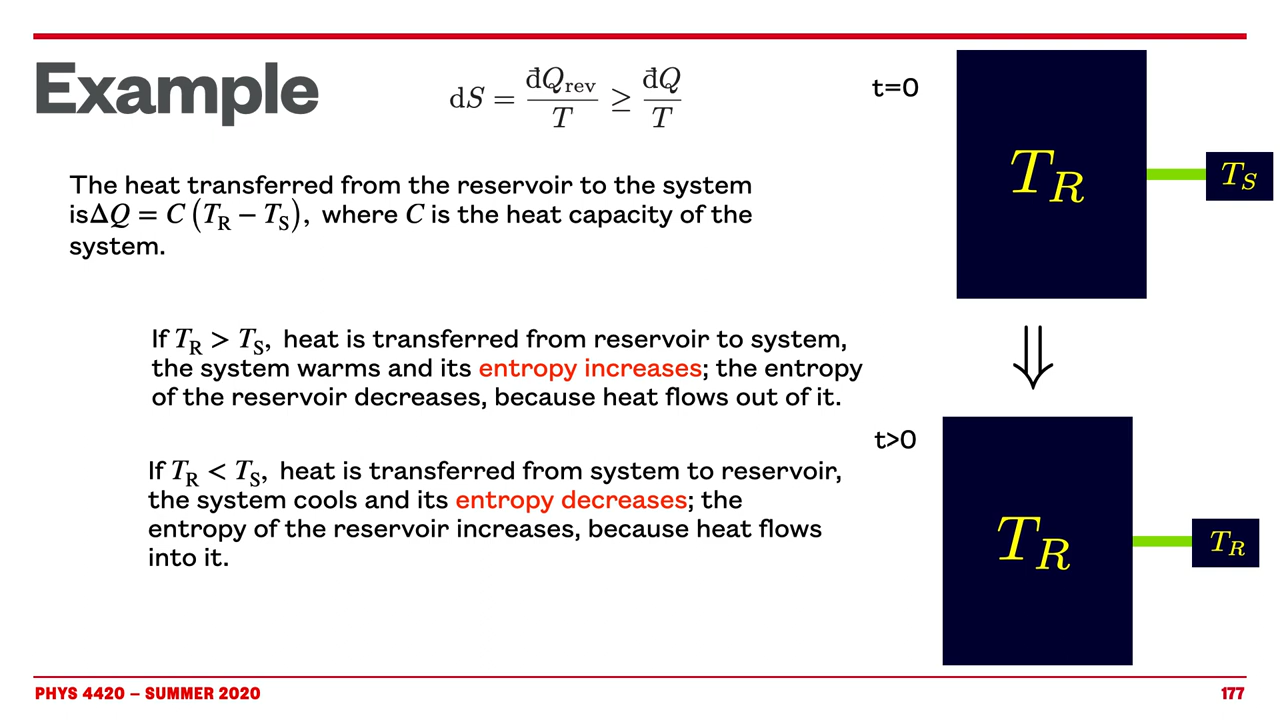 Example
dS = đQ_rev / T ≥ đQ / T
t=0
T_R
T_S
The heat transferred from the reservoir to the system
isΔQ = C (T_R − T_S), where C is the heat capacity of the
system.
If T_R > T_S, heat is transferred from reservoir to system,
the system warms and its entropy increases; the entropy
of the reservoir decreases, because heat flows out of it.
⇓
t>0
T_R
T_R
If T_R < T_S, heat is transferred from system to reservoir,
the system cools and its entropy decreases; the
entropy of the reservoir increases, because heat flows
into it.
PHYS 4420 – SUMMER 2020
177